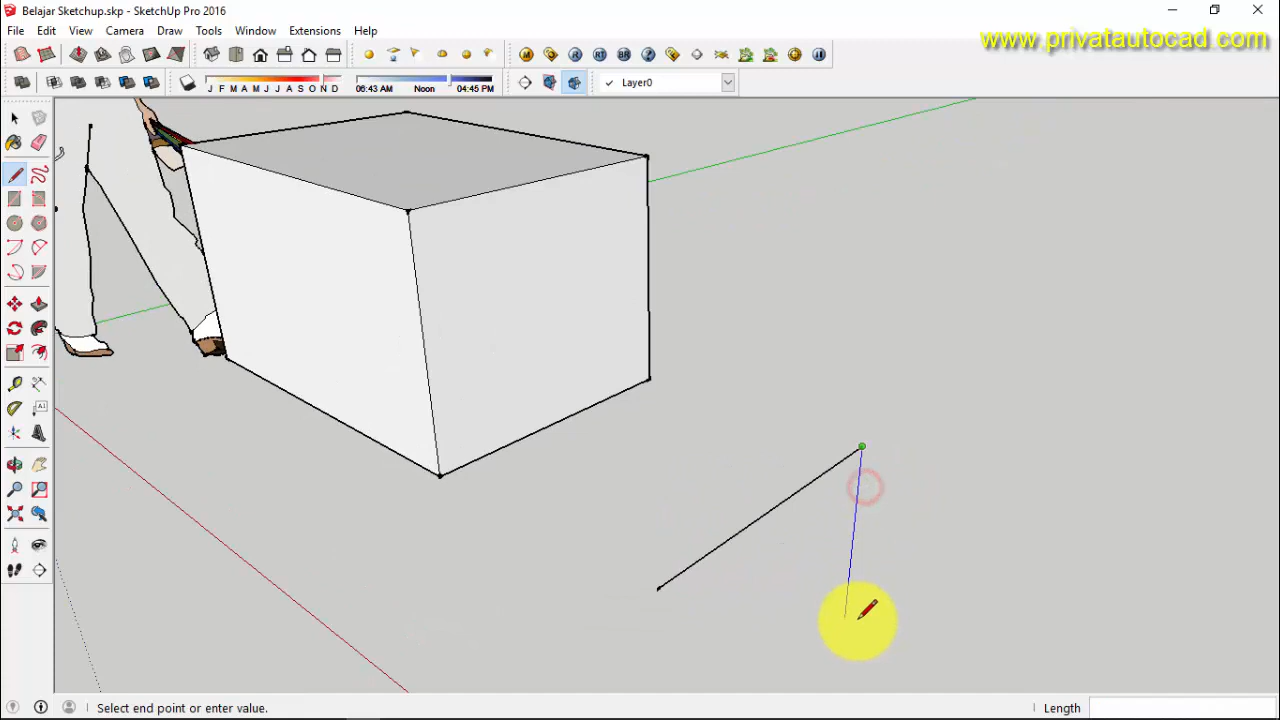 Belajar Sketchup.skp - SketchUp Pro 2016
File Edit View Camera Draw Tools Window Extensions Help
www.privatautocad.com
J F M A M J J A S O N D 06:43 AM Noon 04:45 PM Layer0
Select end point or enter value. Length